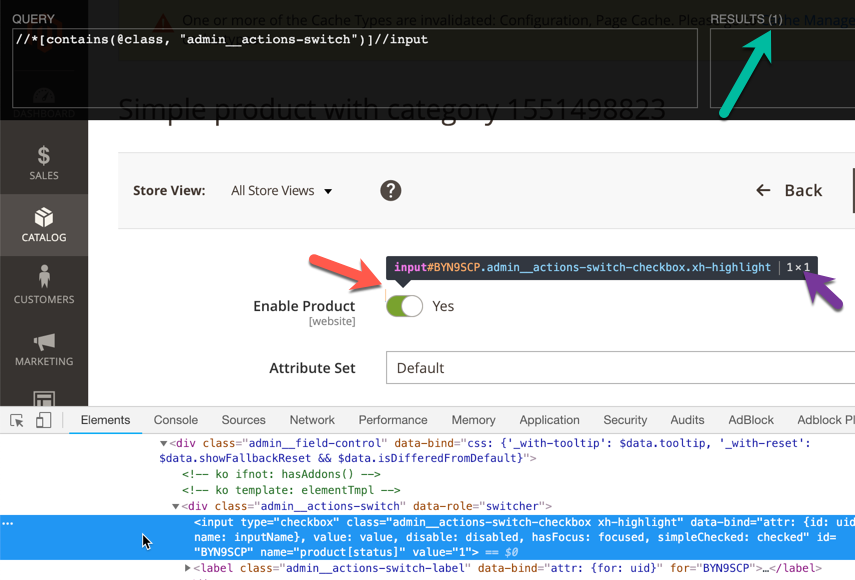 QUERY
RESULTS (1)
One or more of the Cache Types are invalidated: Configuration, Page Cache. Please
he Manage
//*[contains(@class, "admin__actions-switch")]//input
Simple product with category 1551498823
DASHBOARD
SALES
CATALOG
CUSTOMERS
MARKETING
Store View:
All Store Views
?
Back
input#BYN9SCP.admin__actions-switch-checkbox.xh-highlight | 1×1
Enable Product
[website]
Yes
Attribute Set
Default
Elements Console Sources Network Performance Memory Application Security Audits AdBlock Adblock Pl
▼<div class="admin__field-control" data-bind="css: {'_with-tooltip': $data.tooltip, '_with-reset':
$data.showFallbackReset && $data.isDifferedFromDefault}">
<!-- ko ifnot: hasAddons() -->
<!-- ko template: elementTmpl -->
▼<div class="admin__actions-switch" data-role="switcher">
<input type="checkbox" class="admin__actions-switch-checkbox xh-highlight" data-bind="attr: {id: uid
name: inputName}, value: value, disable: disabled, hasFocus: focused, simpleChecked: checked" id=
"BYN9SCP" name="product[status]" value="1"> == $0
▶<label class="admin__actions-switch-label" data-bind="attr: {for: uid}" for="BYN9SCP">…</label>